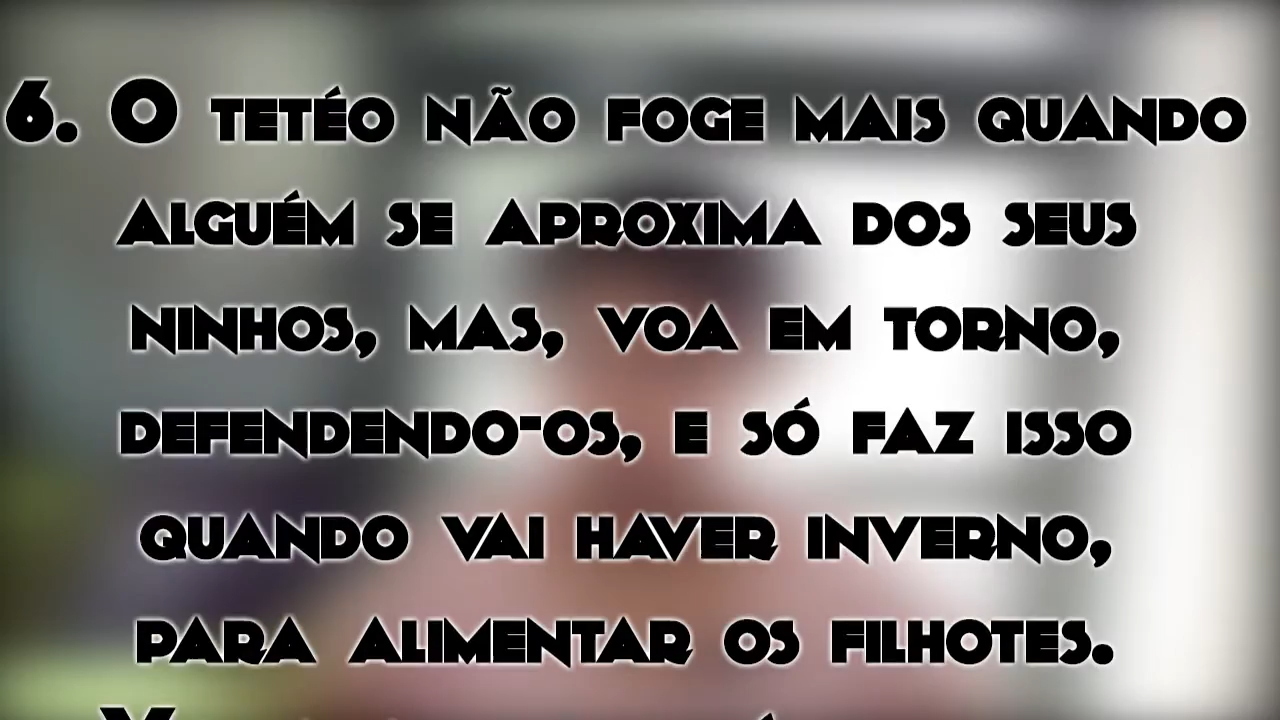 6. O TETÉO NÃO FOGE MAIS QUANDO
ALGUÉM SE APROXIMA DOS SEUS
NINHOS, MAS, VOA EM TORNO,
DEFENDENDO-OS, E SÓ FAZ ISSO
QUANDO VAI HAVER INVERNO,
PARA ALIMENTAR OS FILHOTES.